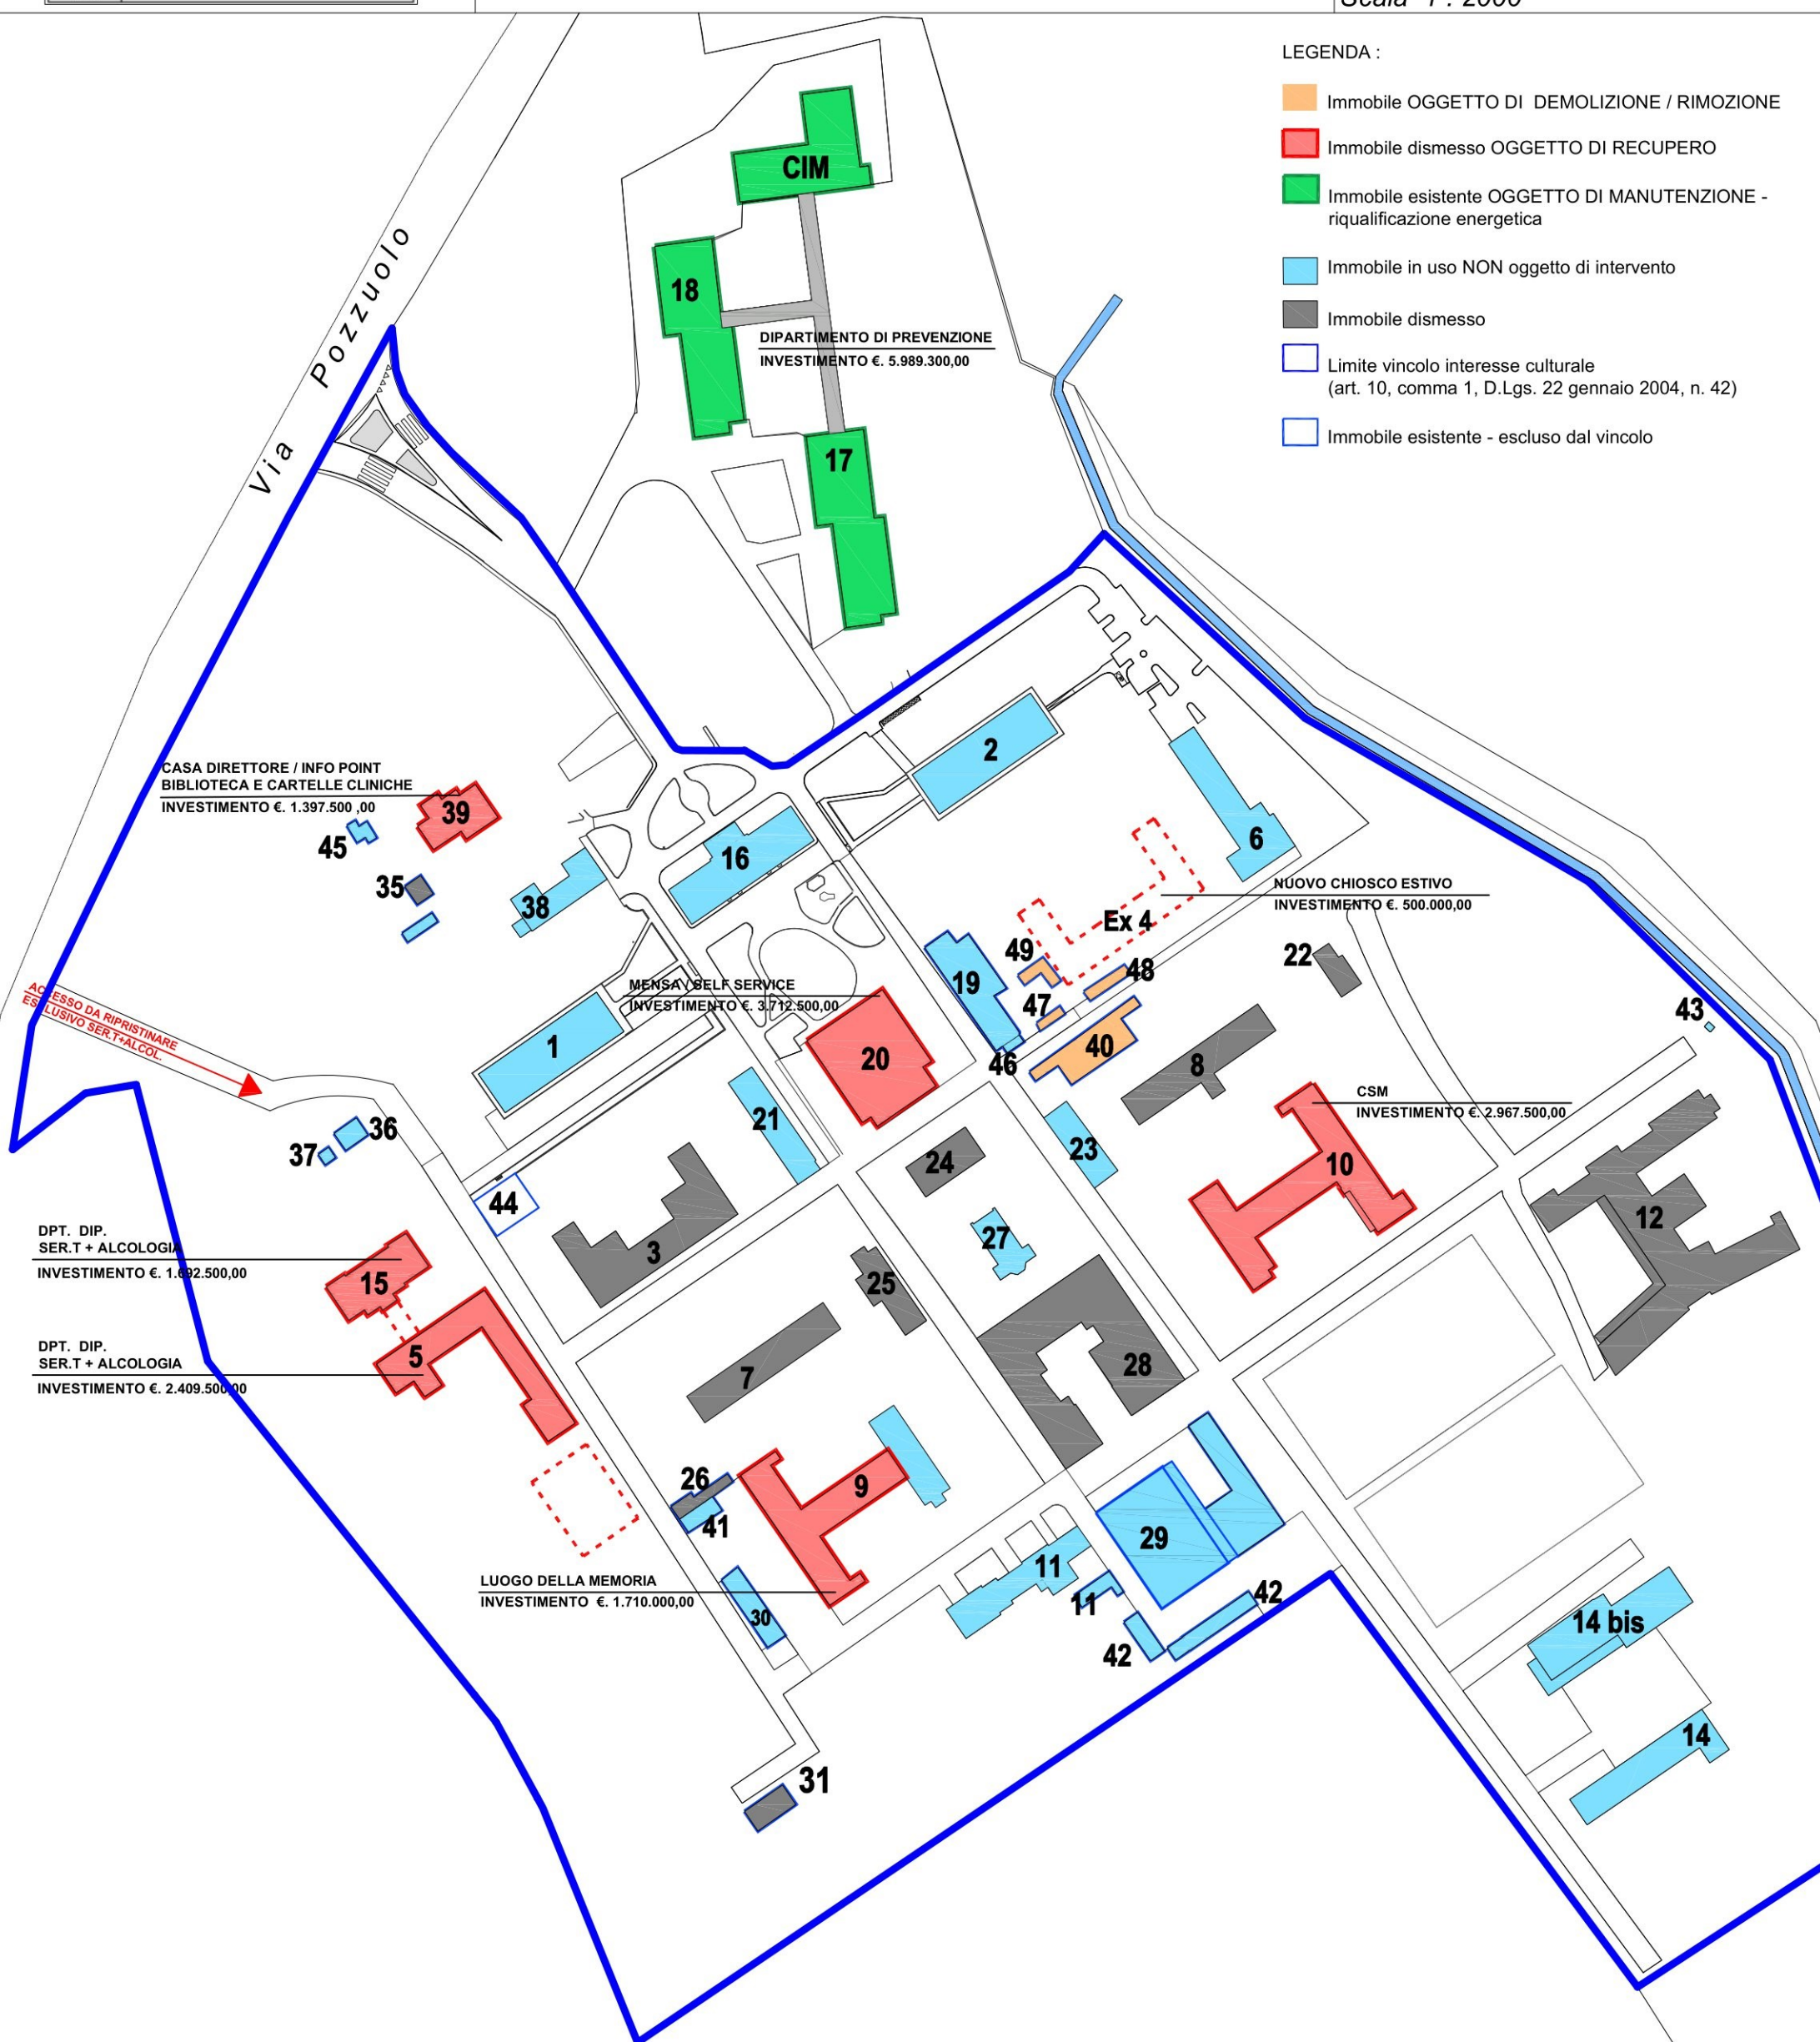 LEGENDA :
Immobile OGGETTO DI DEMOLIZIONE / RIMOZIONE
Immobile dismesso OGGETTO DI RECUPERO
Immobile esistente OGGETTO DI MANUTENZIONE -
riqualificazione energetica
Immobile in uso NON oggetto di intervento
Immobile dismesso
Limite vincolo interesse culturale
(art. 10, comma 1, D.Lgs. 22 gennaio 2004, n. 42)
Immobile esistente - escluso dal vincolo
CIM
Via Pozzuolo
18
DIPARTIMENTO DI PREVENZIONE
INVESTIMENTO €. 5.989.300,00
17
2
CASA DIRETTORE / INFO POINT
BIBLIOTECA E CARTELLE CLINICHE
INVESTIMENTO €. 1.397.500 ,00
39
45
16
6
35
38
NUOVO CHIOSCO ESTIVO
INVESTIMENTO €. 500.000,00
Ex 4
49
48
22
19
MENSA / SELF SERVICE
INVESTIMENTO €. 3.712.500,00
47
43
ACCESSO DA RIPRISTINARE
ESCLUSIVO SER.T+ALCOL.
1
20
46
40
8
CSM
INVESTIMENTO €. 2.967.500,00
21
36
37
23
24
10
44
12
3
27
DPT. DIP.
SER.T + ALCOLOGIA
INVESTIMENTO €. 1.692.500,00
15
25
DPT. DIP.
SER.T + ALCOLOGIA
INVESTIMENTO €. 2.409.500,00
5
7
28
26
9
41
29
11
LUOGO DELLA MEMORIA
INVESTIMENTO €. 1.710.000,00
30
11
42
42
14 bis
14
31